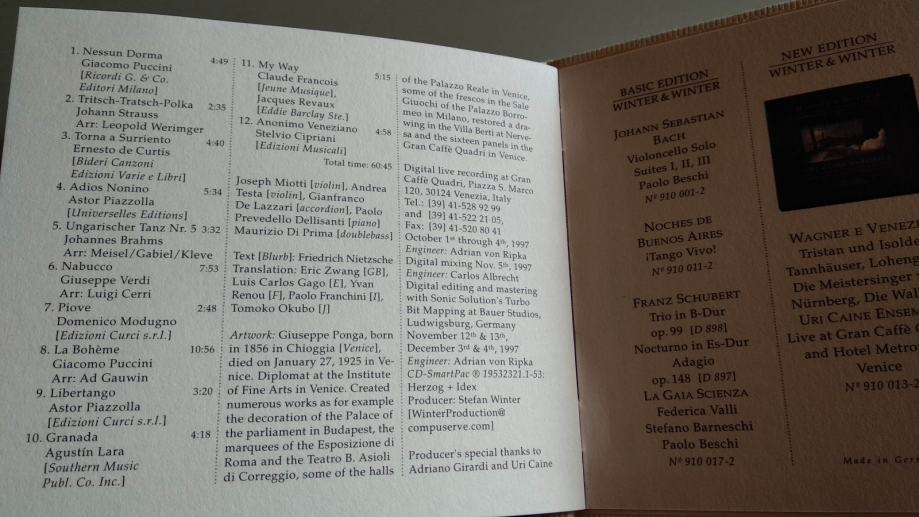 1. Nessun Dorma 4:49
Giacomo Puccini
[Ricordi G. & Co.
Editori Milano]
2. Tritsch-Tratsch-Polka 2:35
Johann Strauss
Arr: Leopold Werimger
3. Torna a Surriento 4:40
Ernesto de Curtis
[Bideri Canzoni
Edizioni Varie e Libri]
4. Adios Nonino 5:34
Astor Piazzolla
[Universelles Editions]
5. Ungarischer Tanz Nr. 5 3:32
Johannes Brahms
Arr: Meisel/Gabiel/Kleve
6. Nabucco 7:53
Giuseppe Verdi
Arr: Luigi Cerri
7. Piove 2:48
Domenico Modugno
[Edizioni Curci s.r.l.]
8. La Bohème 10:56
Giacomo Puccini
Arr: Ad Gauwin
9. Libertango 3:20
Astor Piazzolla
[Edizioni Curci s.r.l.]
10. Granada 4:18
Agustín Lara
[Southern Music
Publ. Co. Inc.]
11. My Way 5:15
Claude Francois
[Jeune Musique],
Jacques Revaux
[Eddie Barclay Ste.]
12. Anonimo Veneziano 4:58
Stelvio Cipriani
[Edizioni Musicali]
Total time: 60:45
Joseph Miotti [violin], Andrea
Testa [violin], Gianfranco
De Lazzari [accordion], Paolo
Prevedello Dellisanti [piano]
Maurizio Di Prima [doublebass]
Text [Blurb]: Friedrich Nietzsche
Translation: Eric Zwang [GB],
Luis Carlos Gago [E], Yvan
Renou [F], Paolo Franchini [I],
Tomoko Okubo [J]
Artwork: Giuseppe Ponga, born
in 1856 in Chioggia [Venice],
died on January 27, 1925 in Ve-
nice. Diplomat at the Institute
of Fine Arts in Venice. Created
numerous works as for example
the decoration of the Palace of
the parliament in Budapest, the
marquees of the Esposizione di
Roma and the Teatro B. Asioli
di Correggio, some of the halls
of the Palazzo Reale in Venice,
some of the frescos in the Sale
Giuochi of the Palazzo Borro-
meo in Milano, restored a dra-
wing in the Villa Berti at Nerve-
sa and the sixteen panels in the
Gran Caffè Quadri in Venice.
Digital live recording at Gran
Caffè Quadri, Piazza S. Marco
120, 30124 Venezia, Italy
Tel.: [39] 41-528 92 99
and [39] 41-522 21 05,
Fax: [39] 41-520 80 41
October 1st through 4th, 1997
Engineer: Adrian von Ripka
Digital mixing Nov. 5th, 1997
Engineer: Carlos Albrecht
Digital editing and mastering
with Sonic Solution's Turbo
Bit Mapping at Bauer Studios,
Ludwigsburg, Germany
November 12th & 13th,
December 3rd & 4th, 1997
Engineer: Adrian von Ripka
CD-SmartPac ® 19532321.1-53:
Herzog + Idex
Producer: Stefan Winter
[WinterProduction@
compuserve.com]
Producer's special thanks to
Adriano Girardi and Uri Caine
BASIC EDITION
WINTER & WINTER
JOHANN SEBASTIAN
BACH
Violoncello Solo
Suites I, II, III
Paolo Beschi
Nº 910 001-2
NOCHES DE
BUENOS AIRES
¡Tango Vivo!
Nº 910 011-2
FRANZ SCHUBERT
Trio in B-Dur
op. 99 [D 898]
Nocturno in Es-Dur
Adagio
op. 148 [D 897]
LA GAIA SCIENZA
Federica Valli
Stefano Barneschi
Paolo Beschi
Nº 910 017-2
NEW EDITION
WINTER & WINTER
WAGNER E VENEZI
Tristan und Isolde
Tannhäuser, Loheng
Die Meistersinger
Nürnberg, Die Wal
URI CAINE ENSEM
Live at Gran Caffè
and Hotel Metro
Venice
Nº 910 013-2
Made in Ger